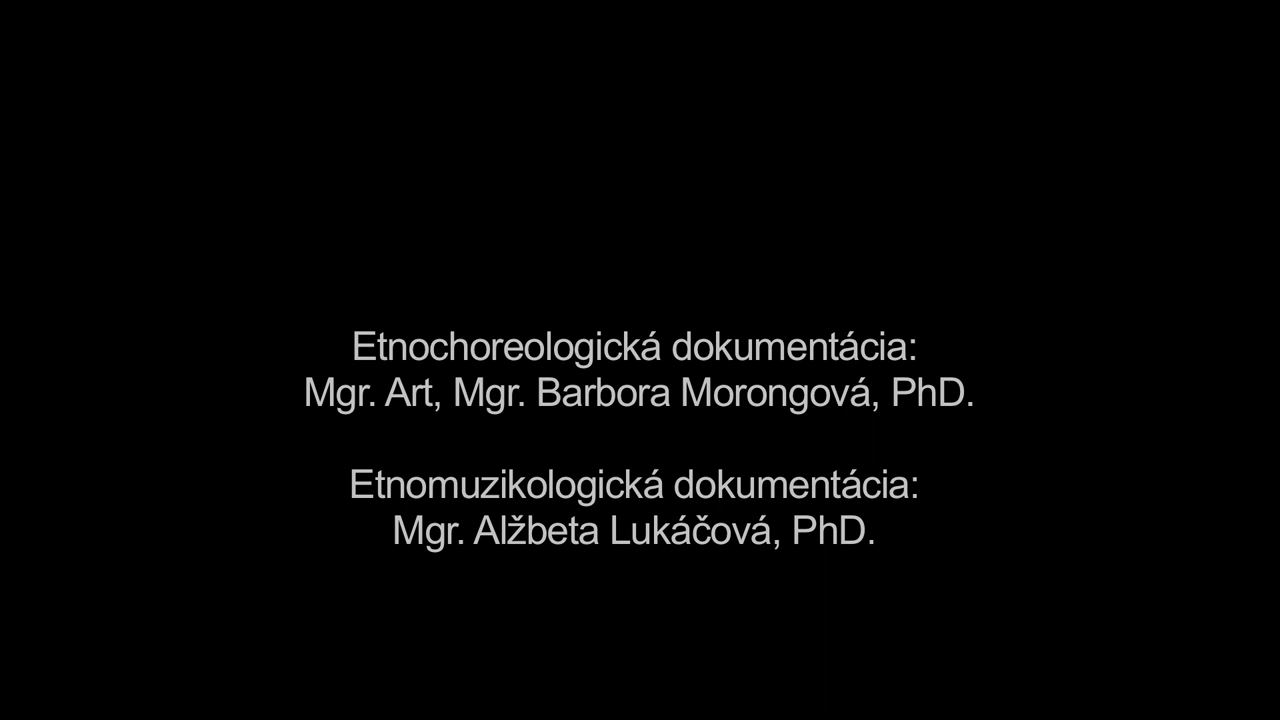 Etnochoreologická dokumentácia:
Mgr. Art, Mgr. Barbora Morongová, PhD.
Etnomuzikologická dokumentácia:
Mgr. Alžbeta Lukáčová, PhD.